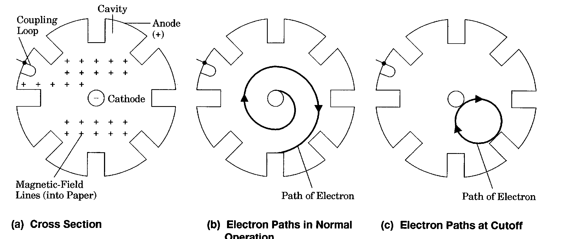 Cavity
Coupling
Loop
Anode
(+)
Cathode
Magnetic-Field
Lines (into Paper)
(a) Cross Section
Path of Electron
(b) Electron Paths in Normal
Operation
Path of Electron
(c) Electron Paths at Cutoff